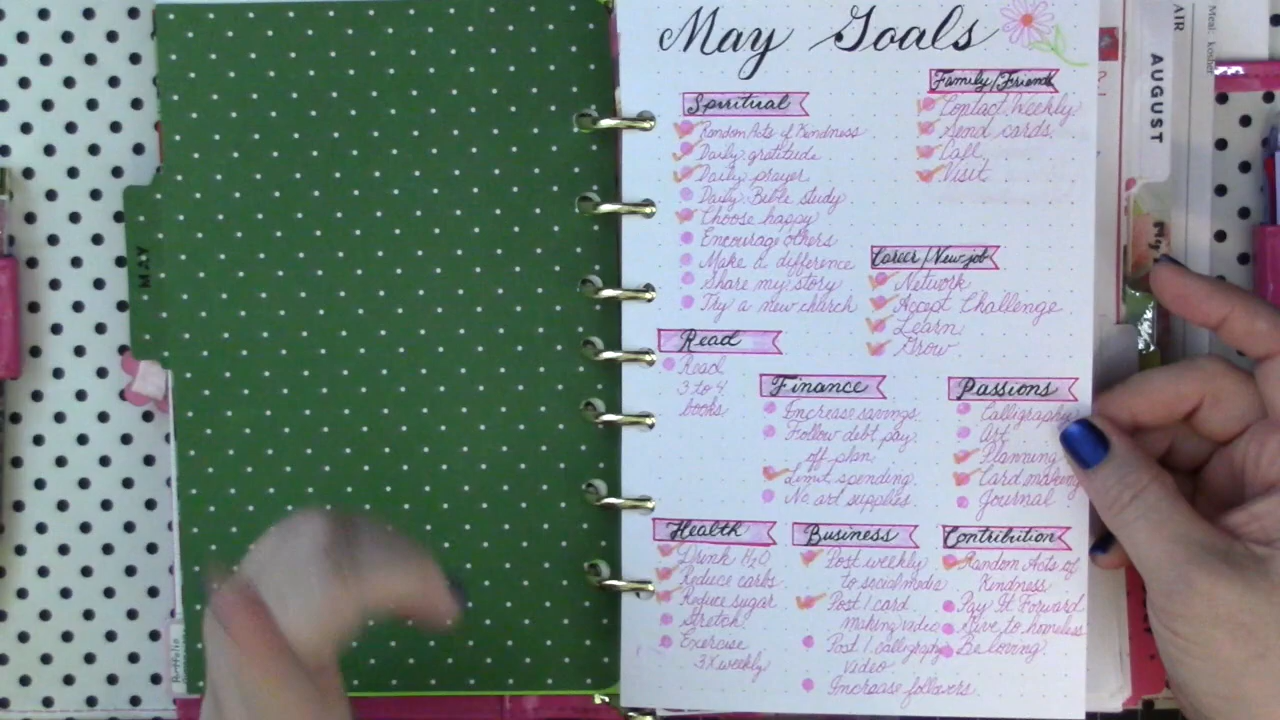 May Goals
Spiritual
Random Acts of Kindness
Daily gratitude
Daily prayer
Daily Bible study
Choose happy
Encourage others
Make a difference
Share my story
Try a new church
Family/Friends
Contact Weekly
Send cards
Call
Visit
Career/New job
Network
Accept Challenge
Learn
Grow
Read
Read
3 to 4
books
Finance
Increase savings
Follow debt pay
off plan
Limit spending
No art supplies
Passions
Calligraphy
Art
Planning
Card making
Journal
Health
Drink H2O
Reduce carbs
Reduce sugar
Stretch
Exercise
3X weekly
Business
Post weekly
to social media
Post 1 card
making video
Post 1 calligraphy
video
Increase followers
Contribution
Random Acts of
Kindness
Pay It Forward
Give to homeless
Be loving
MAY
Portfolio
AUGUST
AIR
Meal: kosher
My